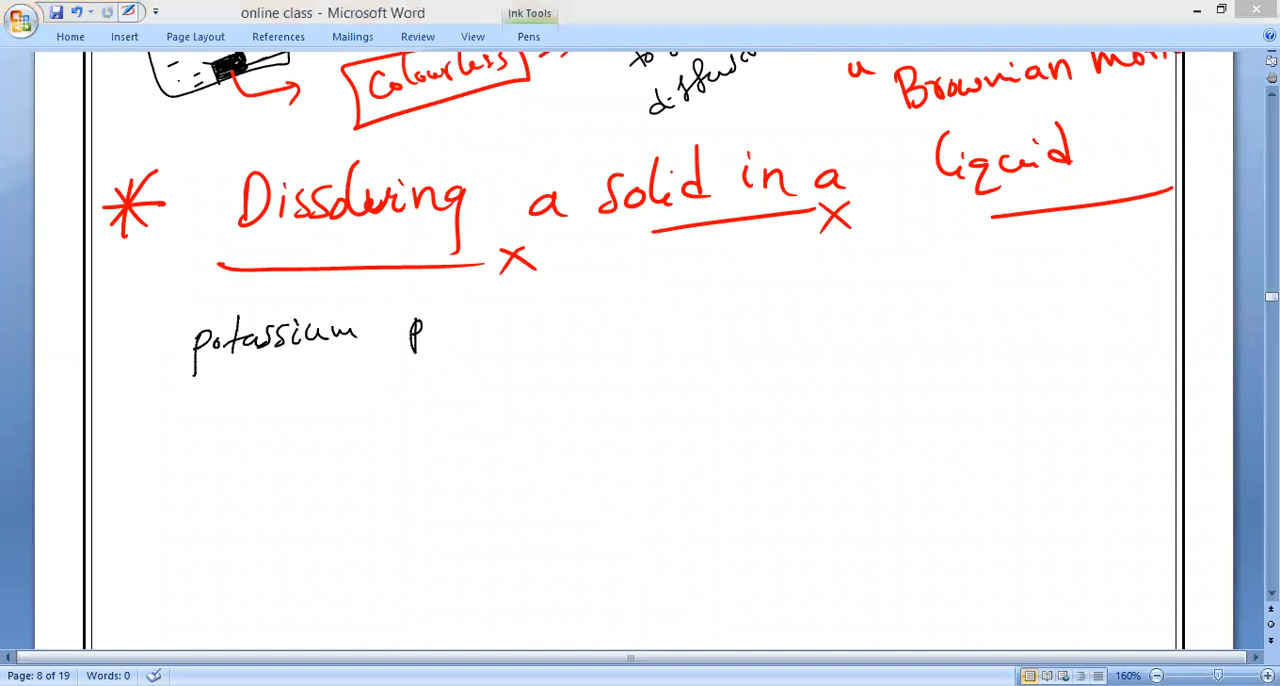 online class - Microsoft Word
Ink Tools
Home Insert Page Layout References Mailings Review View Pens
Colourless
Brownian
* Dissolving a solid in a liquid
potassium p
Page: 8 of 19 Words: 0 160%